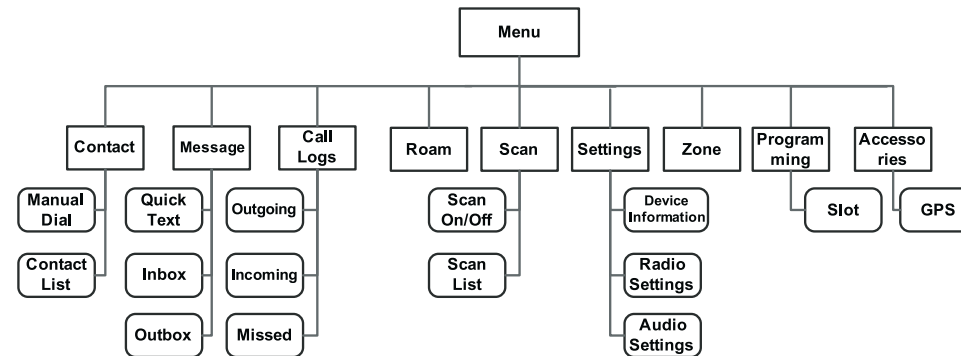 Menu
Contact
Message
Call
Logs
Roam
Scan
Settings
Zone
Program
ming
Accesso
ries
Manual
Dial
Quick
Text
Outgoing
Scan
On/Off
Device
Information
Slot
GPS
Contact
List
Inbox
Incoming
Scan
List
Radio
Settings
Outbox
Missed
Audio
Settings